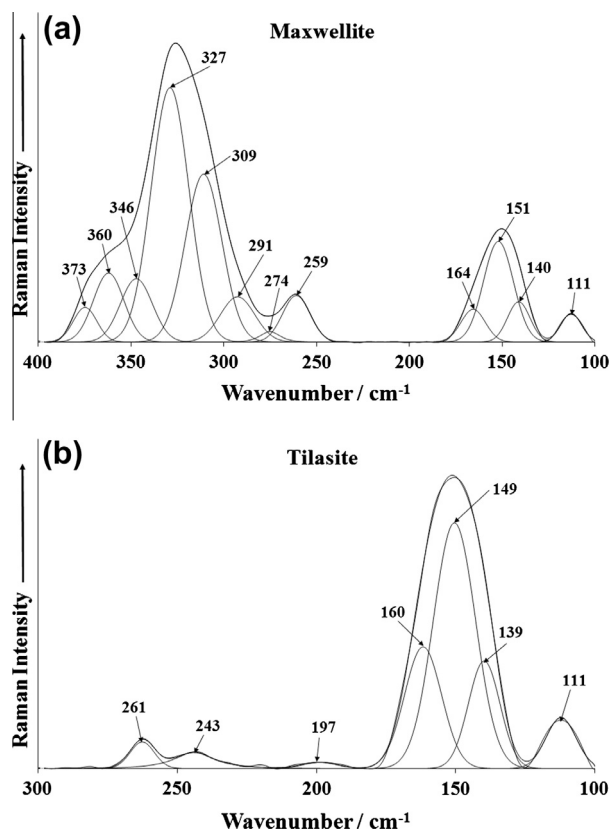 (a)
Maxwellite
327
309
346
360
291
373
274
259
151
164
140
111
Raman Intensity
400 350 300 250 200 150 100
Wavenumber / cm-1
(b)
Tilasite
149
160
139
111
261
243
197
Raman Intensity
300 250 200 150 100
Wavenumber / cm-1